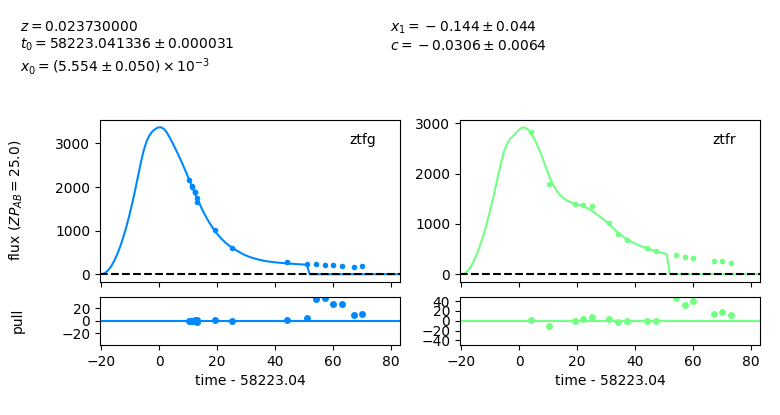 z = 0.023730000
t₀ = 58223.041336 ± 0.000031
x₀ = (5.554 ± 0.050) × 10⁻³
x₁ = −0.144 ± 0.044
c = −0.0306 ± 0.0064
flux (ZP_AB = 25.0)
3000
2000
1000
0
ztfg
3000
2000
1000
0
ztfr
pull
20
0
−20
−20 0 20 40 60 80
time - 58223.04
40
20
0
−20
−40
−20 0 20 40 60 80
time - 58223.04